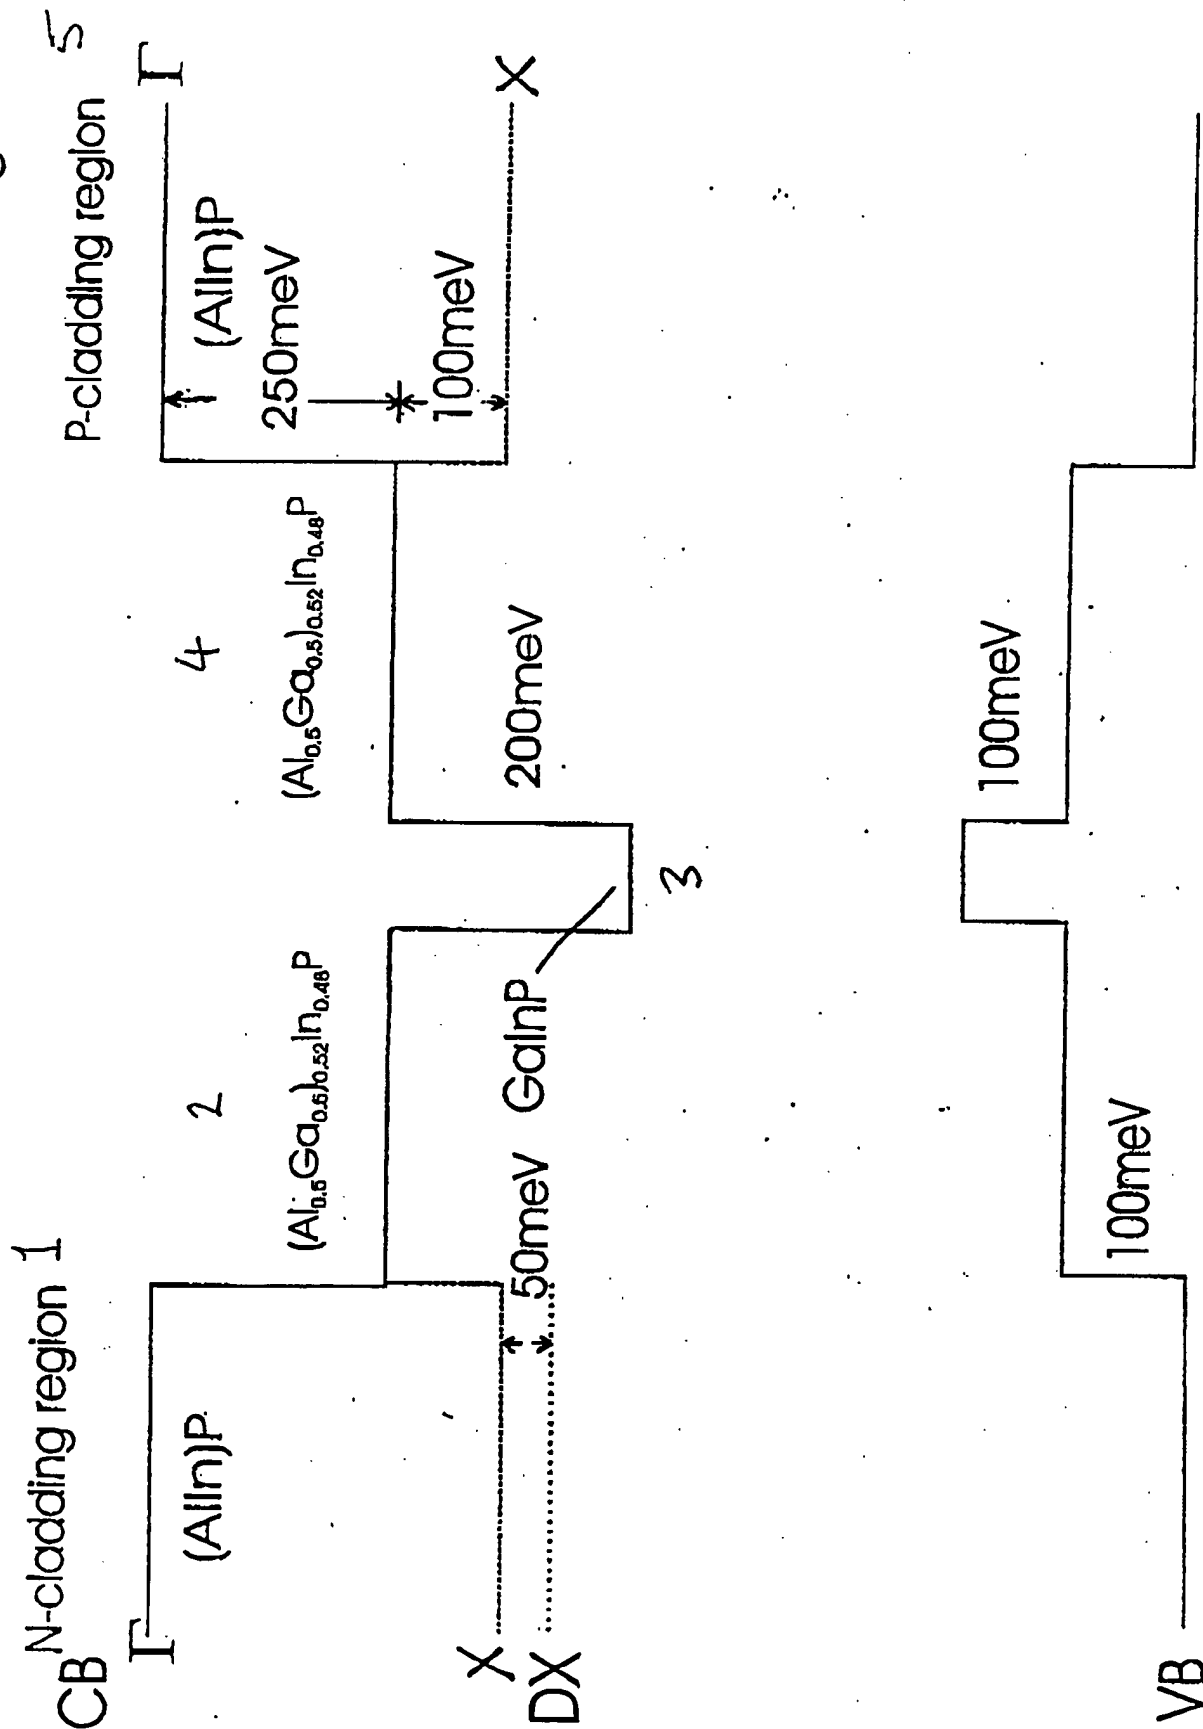 CB
N-cladding region 1
P-cladding region 5
Γ
(AlIn)P
2
(Al₀.₅Ga₀.₅)₀.₅₂In₀.₄₈P
4
(Al₀.₅Ga₀.₅)₀.₅₂In₀.₄₈P
(AlIn)P
Γ
250meV
100meV
X
X
DX
50meV
GaInP
200meV
3
100meV
100meV
VB